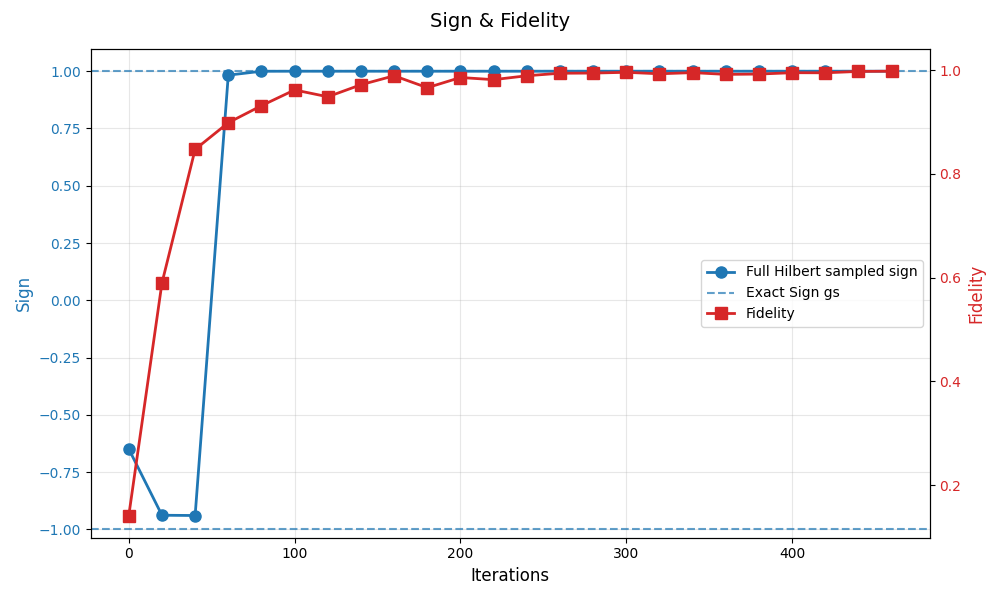 Sign & Fidelity
1.00
0.75
0.50
0.25
0.00
−0.25
−0.50
−0.75
−1.00
Sign
1.0
0.8
0.6
0.4
0.2
Fidelity
Full Hilbert sampled sign
Exact Sign gs
Fidelity
0 100 200 300 400
Iterations